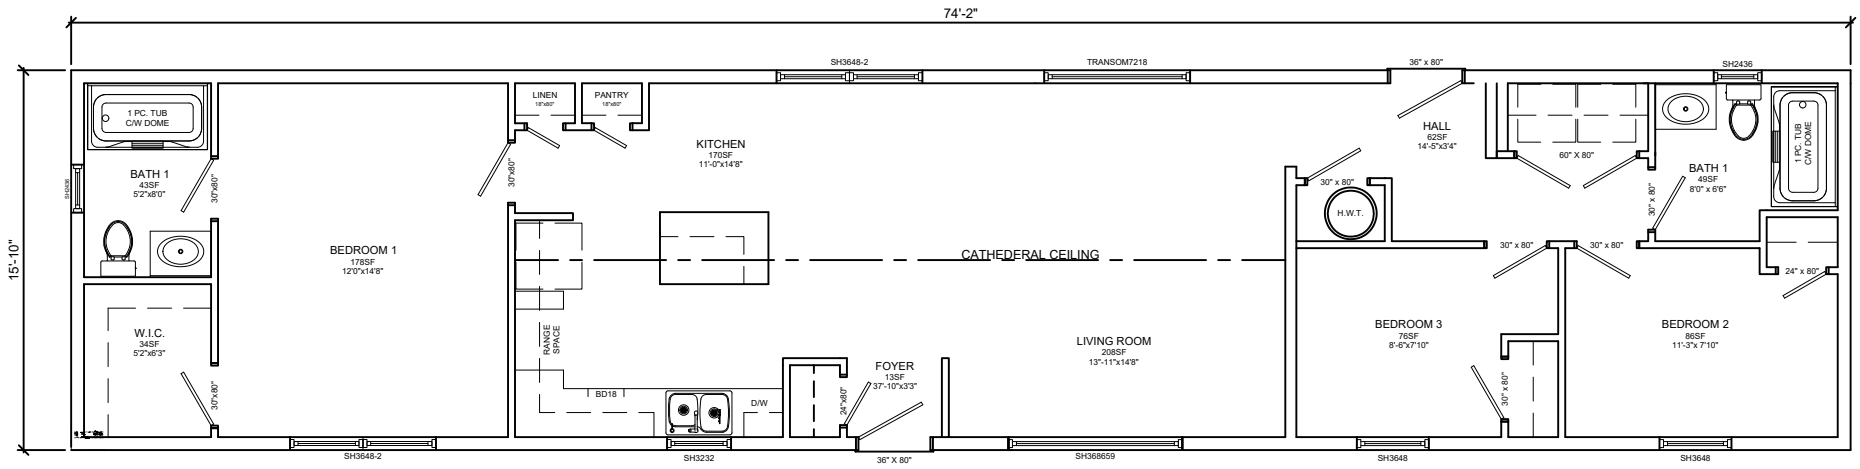 74'-2"
SH3648-2
TRANSOM7218
36" x 80"
SH2436
15'-10"
1 PC. TUB
C/W DOME
BATH 1
43SF
5'2"x8'0"
SH2436
30"x80"
W.I.C.
34SF
5'2"x6'3"
30"x80"
BEDROOM 1
178SF
12'0"x14'8"
30"x80"
LINEN
18"x80"
PANTRY
18"x80"
KITCHEN
170SF
11'-0"x14'8"
CATHEDERAL CEILING
RANGE
SPACE
BD18
D/W
FOYER
13SF
37'-10"x3'3"
24"x80"
LIVING ROOM
208SF
13"-11"x14'8"
HALL
62SF
14'-5"x3'4"
30" x 80"
H.W.T.
60" X 80"
BATH 1
49SF
8'0" x 6'6"
1 PC. TUB
C/W DOME
30" x 80"
30" x 80"
30" x 80"
24" x 80"
BEDROOM 3
76SF
8'-6"x7'10"
30" x 80"
BEDROOM 2
86SF
11'-3"x 7'10"
SH3648-2
SH3232
36" X 80"
SH368659
SH3648
SH3648